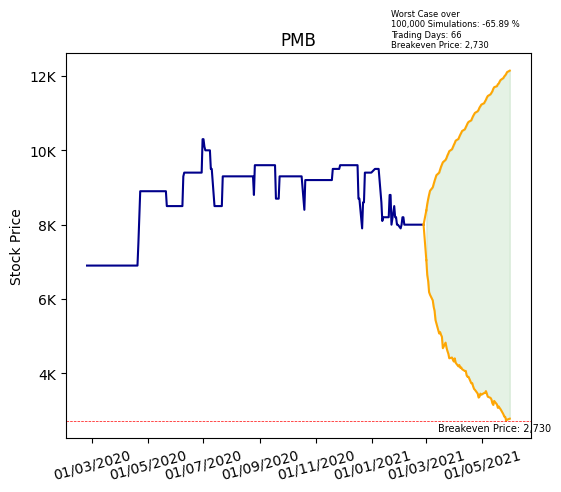 Worst Case over
100,000 Simulations: -65.89 %
Trading Days: 66
Breakeven Price: 2,730
PMB
12K
10K
8K
6K
4K
Stock Price
Breakeven Price: 2,730
01/03/2020
01/05/2020
01/07/2020
01/09/2020
01/11/2020
01/01/2021
01/03/2021
01/05/2021